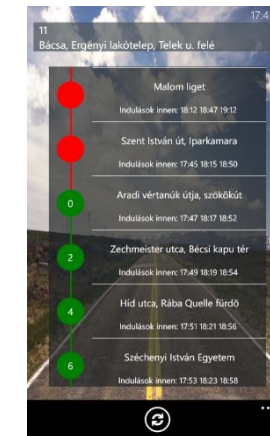 17:4
11
Bácsa, Ergényi lakótelep, Telek u. felé
Malom liget
Indulások innen: 18:12 18:47 19:12
Szent István út, Iparkamara
Indulások innen: 17:45 18:15 18:50
0
Aradi vértanúk útja, szökőkút
Indulások innen: 17:47 18:17 18:52
2
Zechmeister utca, Bécsi kapu tér
Indulások innen: 17:49 18:19 18:54
4
Híd utca, Rába Quelle fürdő
Indulások innen: 17:51 18:21 18:56
6
Széchenyi István Egyetem
Indulások innen: 17:53 18:23 18:58